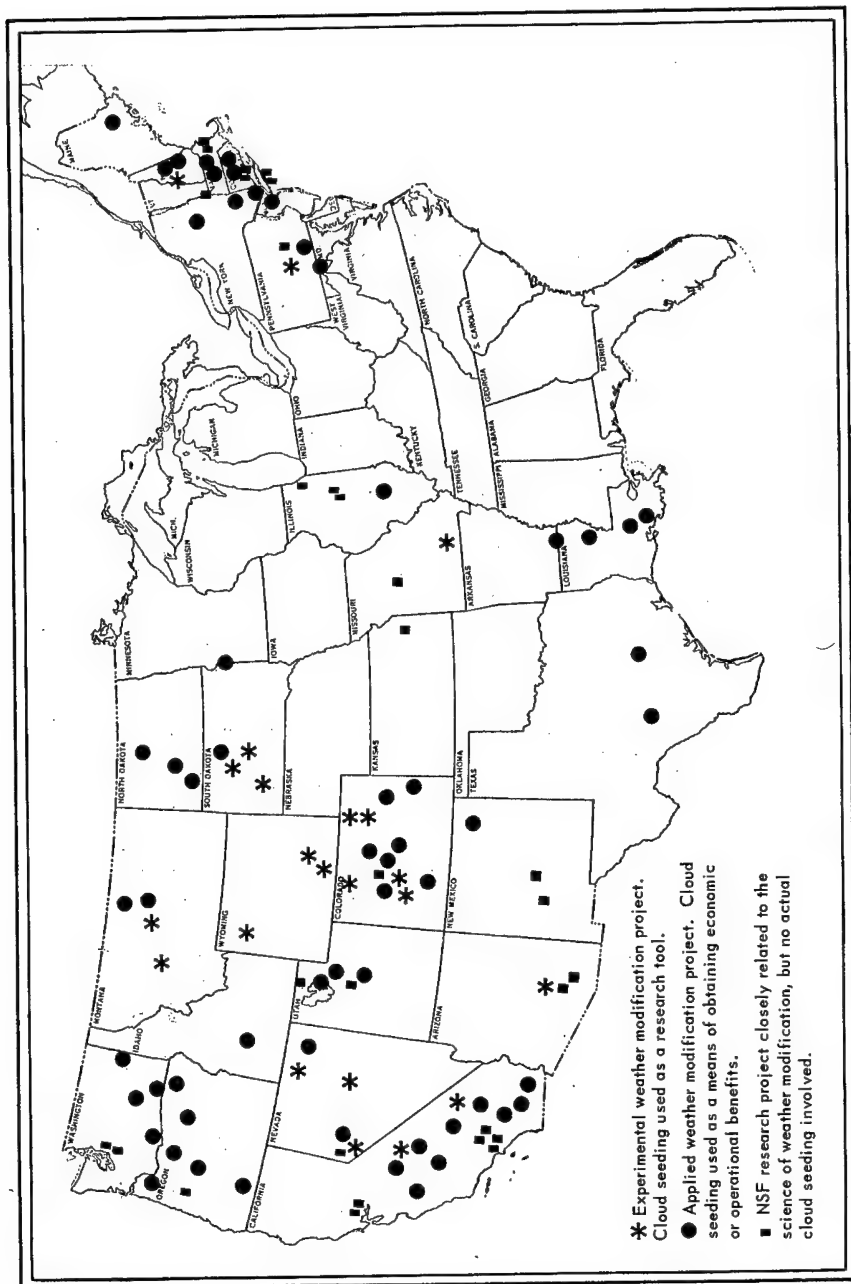 WASHINGTON
OREGON
CALIFORNIA
IDAHO
NEVADA
MONTANA
WYOMING
UTAH
ARIZONA
COLORADO
NEW MEXICO
NORTH DAKOTA
SOUTH DAKOTA
NEBRASKA
KANSAS
OKLAHOMA
TEXAS
MINNESOTA
IOWA
MISSOURI
ARKANSAS
LOUISIANA
WISCONSIN
MICH.
MICHIGAN
ILLINOIS
INDIANA
OHIO
KENTUCKY
TENNESSEE
MISSISSIPPI
ALABAMA
GEORGIA
FLORIDA
S. CAROLINA
NORTH CAROLINA
WEST
VIRGINIA
VIRGINIA
MD
PENNSYLVANIA
NEW YORK
VT.
MAINE
Experimental weather modification project.
Cloud seeding used as a research tool.
Applied weather modification project. Cloud
seeding used as a means of obtaining economic
or operational benefits.
NSF research project closely related to the
science of weather modification, but no actual
cloud seeding involved.